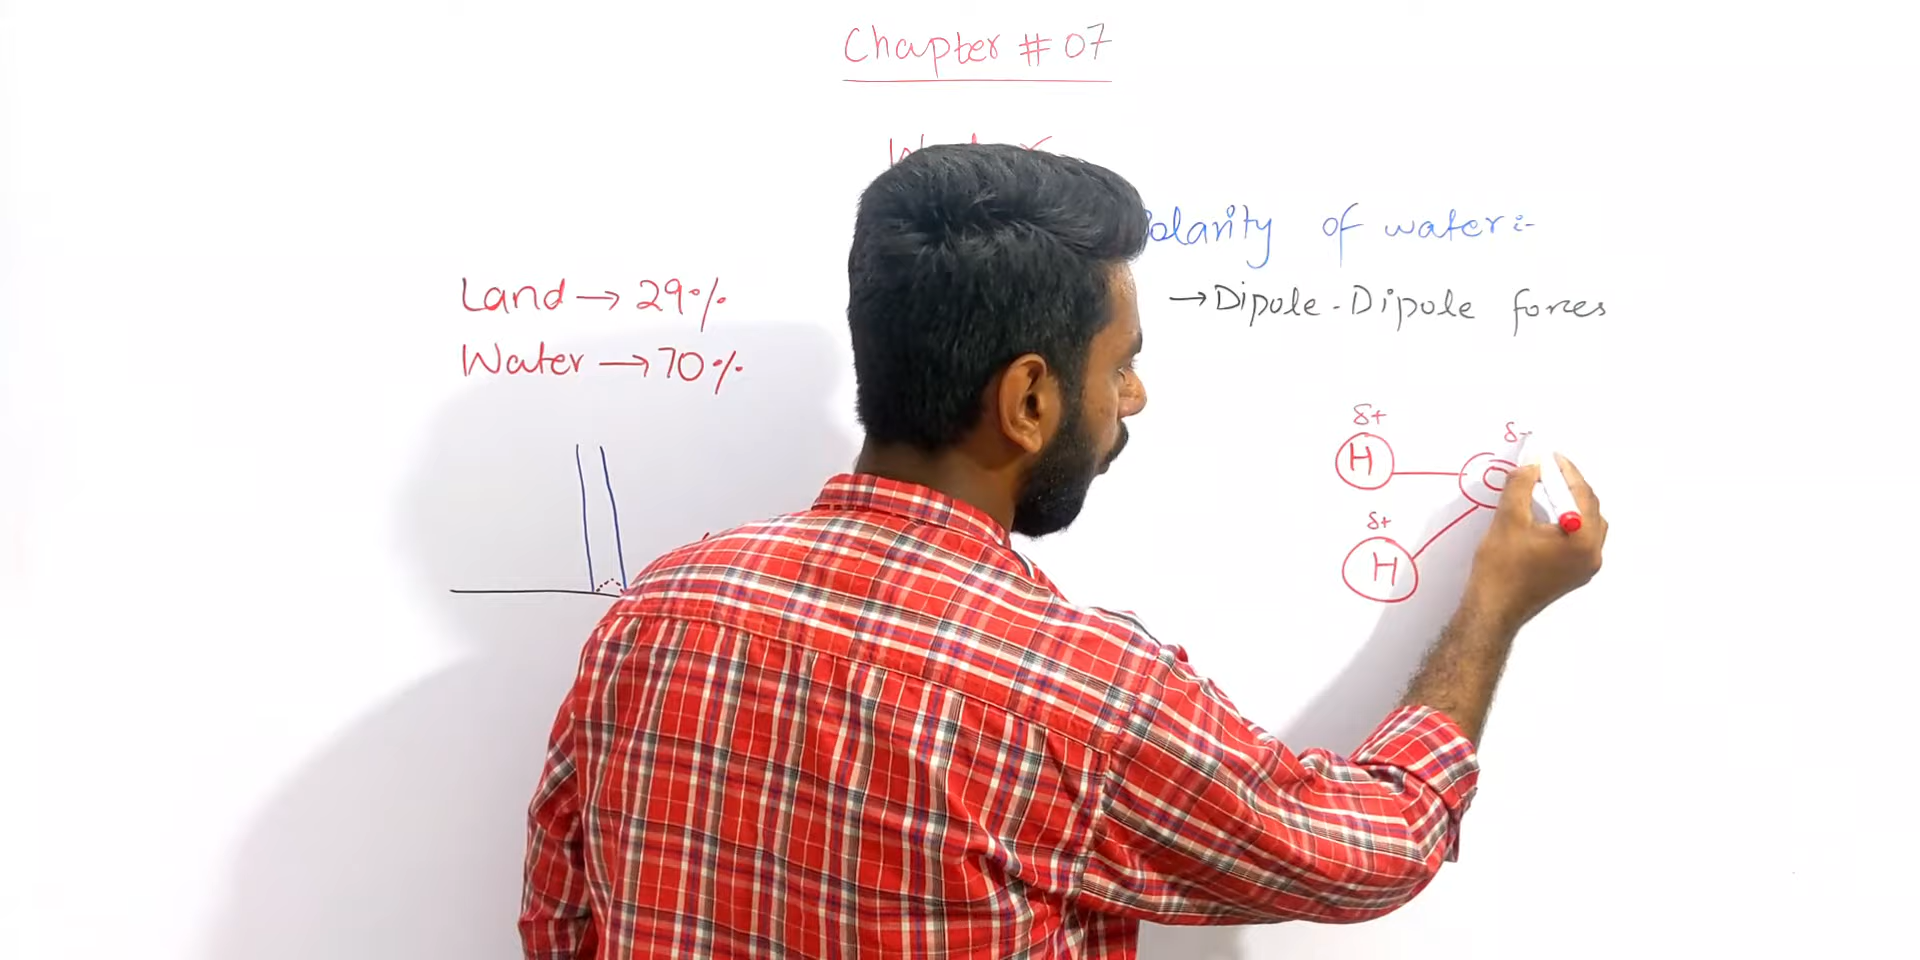 Chapter # 07
Land → 29%
Water → 70%
olarity of water:-
→ Dipole-Dipole forces
δ+
H
δ-
O
δ+
H